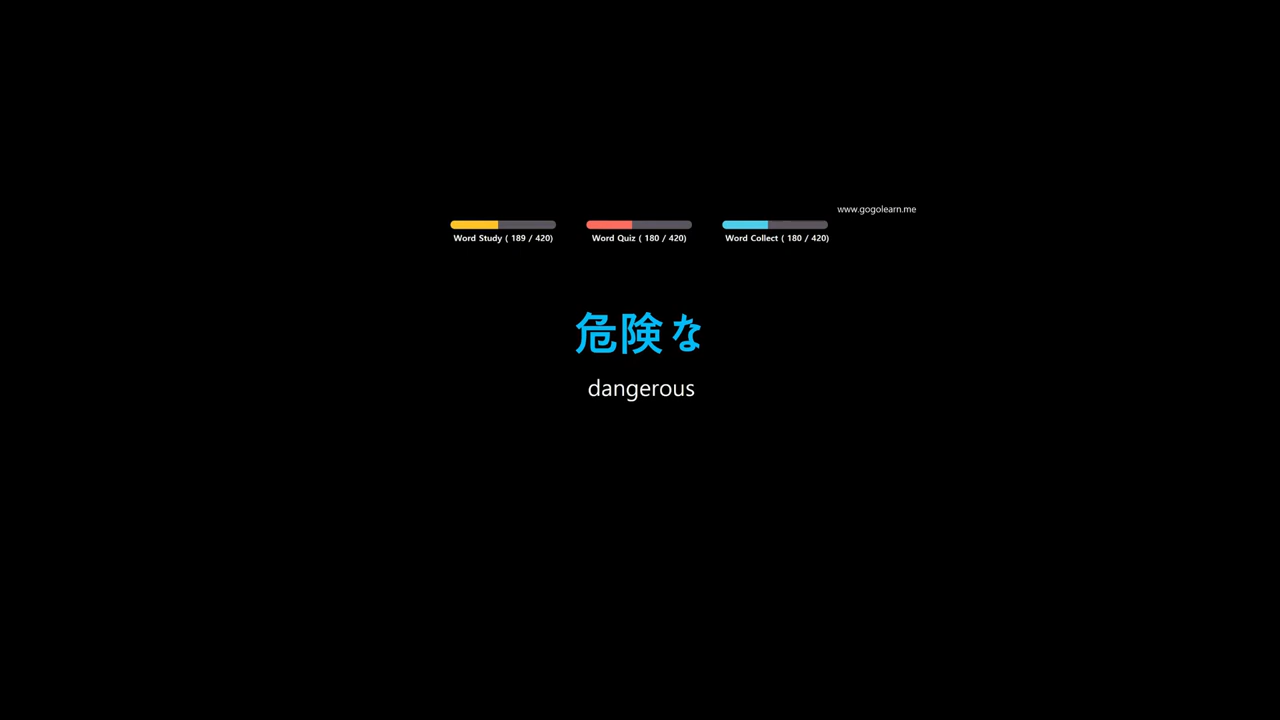 www.gogolearn.me
Word Study ( 189 / 420)
Word Quiz ( 180 / 420)
Word Collect ( 180 / 420)
危険な
dangerous